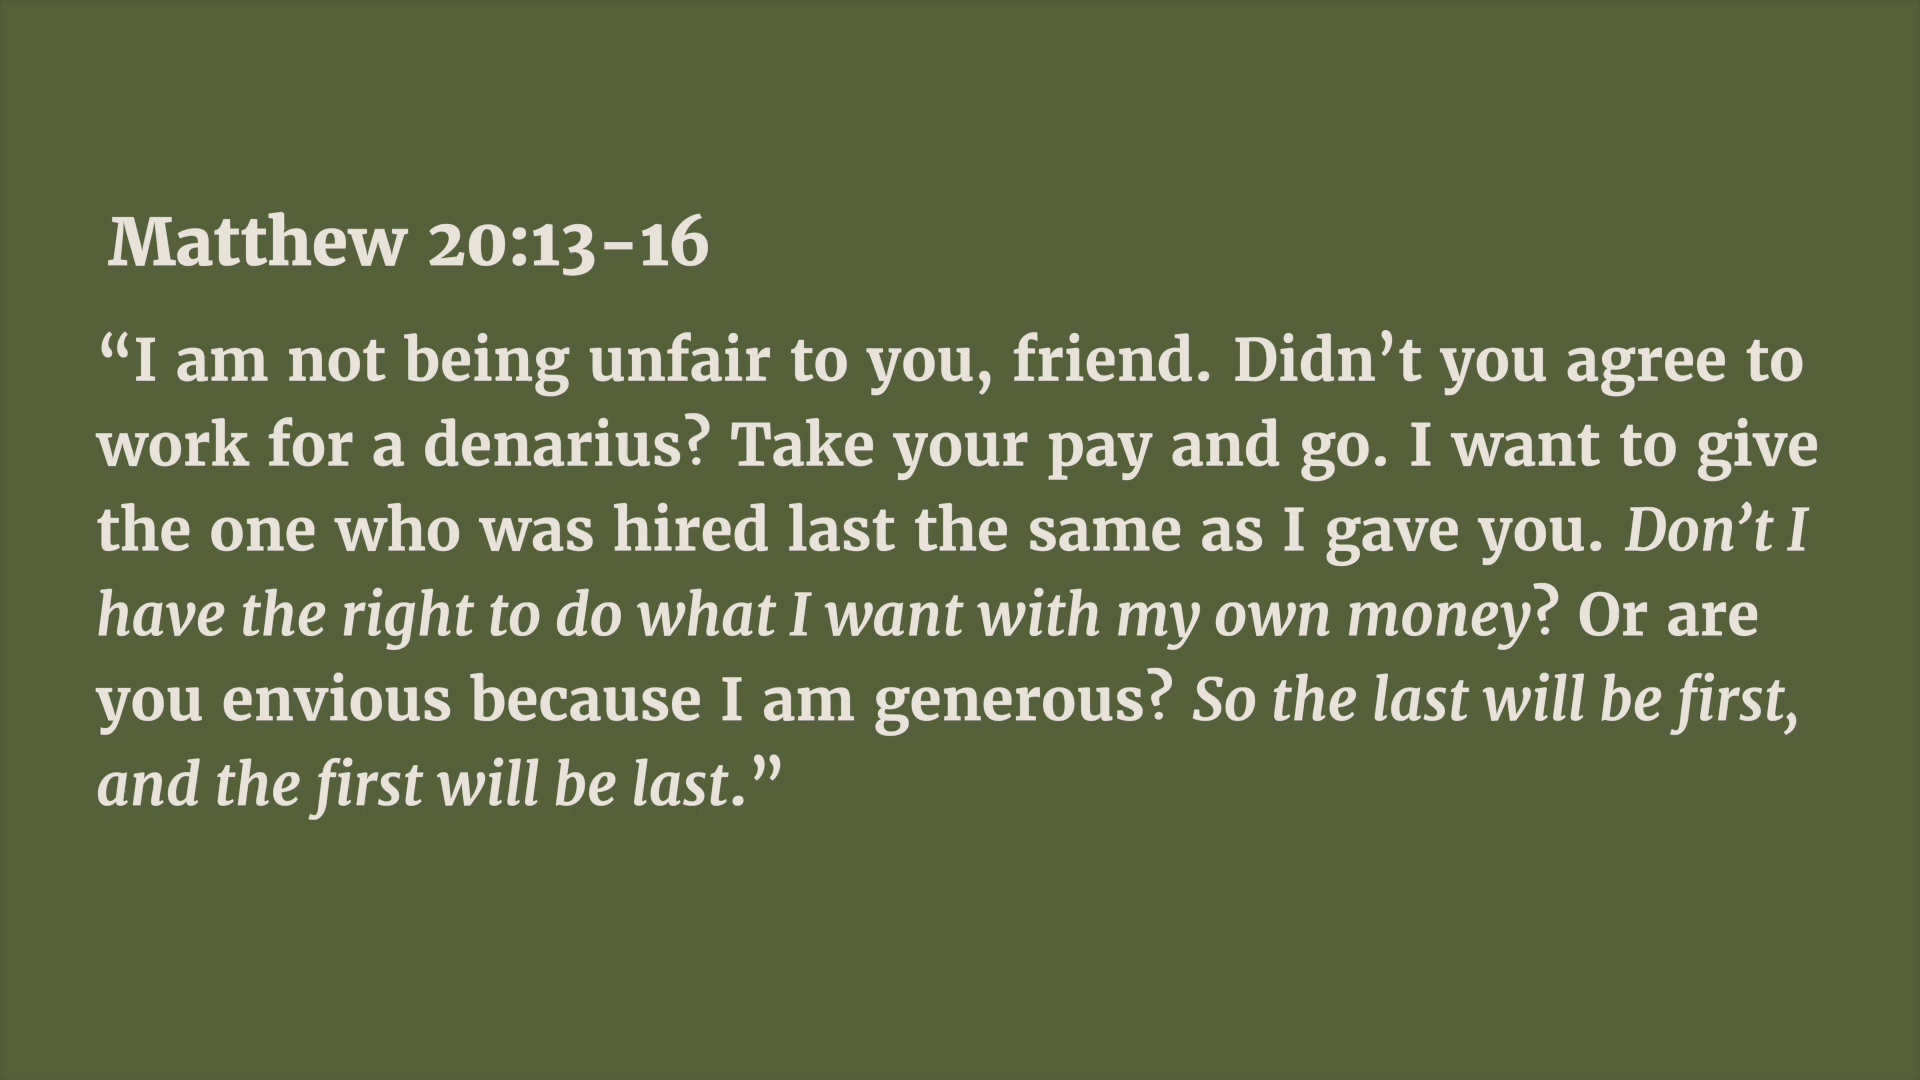 Matthew 20:13-16
“I am not being unfair to you, friend. Didn’t you agree to
work for a denarius? Take your pay and go. I want to give
the one who was hired last the same as I gave you. Don’t I
have the right to do what I want with my own money? Or are
you envious because I am generous? So the last will be first,
and the first will be last.”